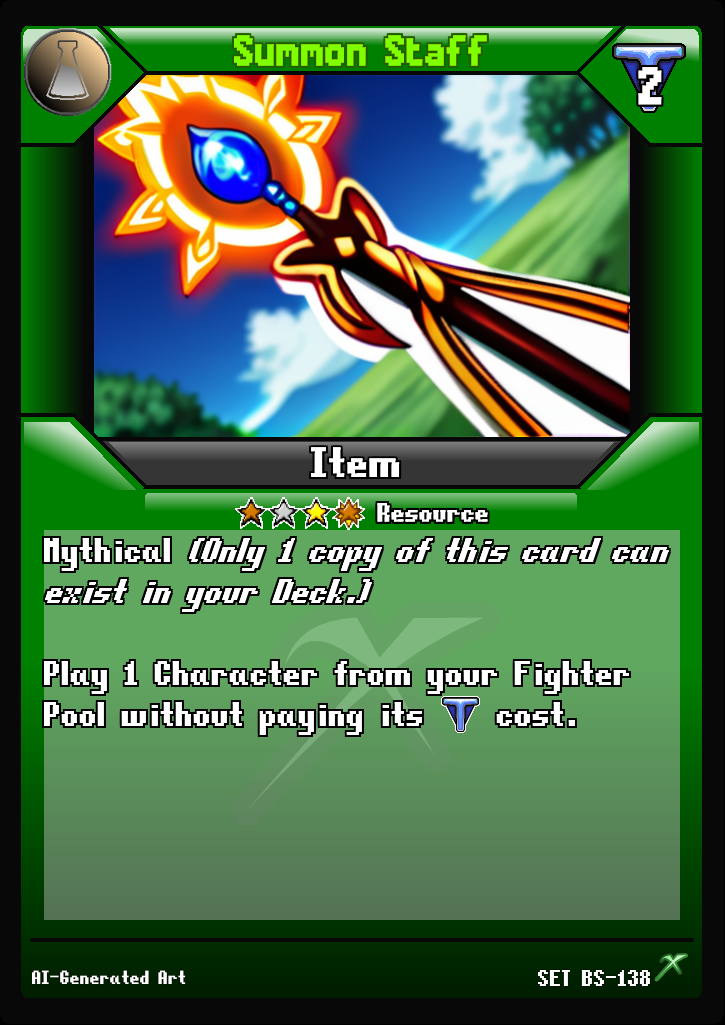 Summon Staff
2
Item
Resource
Mythical (Only 1 copy of this card can
exist in your Deck.)
Play 1 Character from your Fighter
Pool without paying its T cost.
AI-Generated Art
SET BS-138